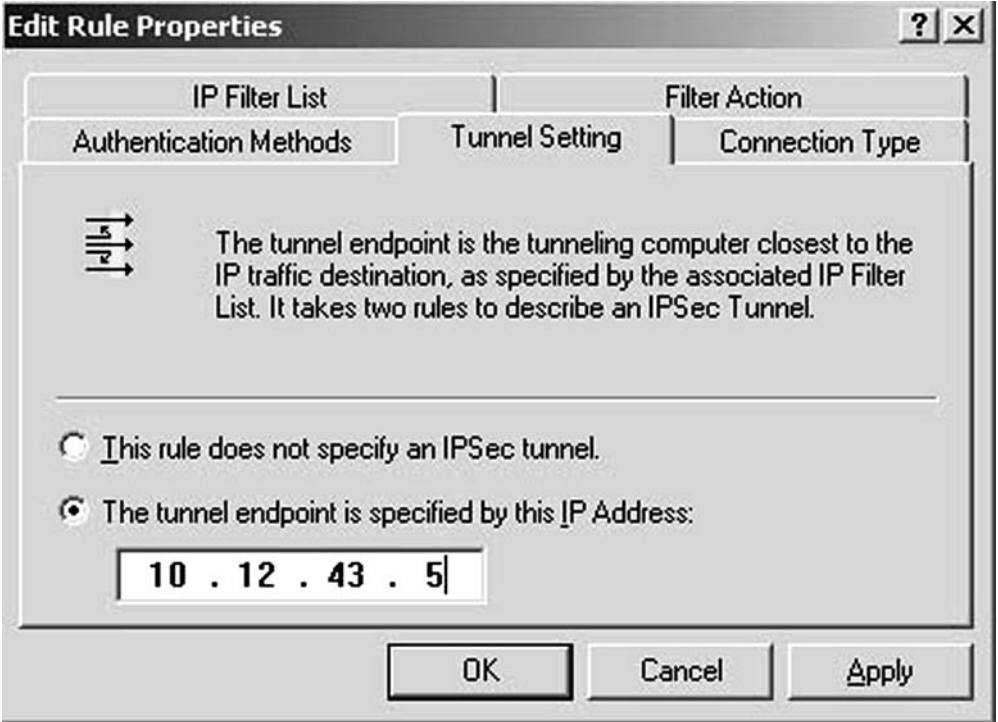 Edit Rule Properties
IP Filter List
Filter Action
Authentication Methods
Tunnel Setting
Connection Type
The tunnel endpoint is the tunneling computer closest to the
IP traffic destination, as specified by the associated IP Filter
List. It takes two rules to describe an IPSec Tunnel.
This rule does not specify an IPSec tunnel.
The tunnel endpoint is specified by this IP Address:
10 . 12 . 43 . 5
OK
Cancel
Apply